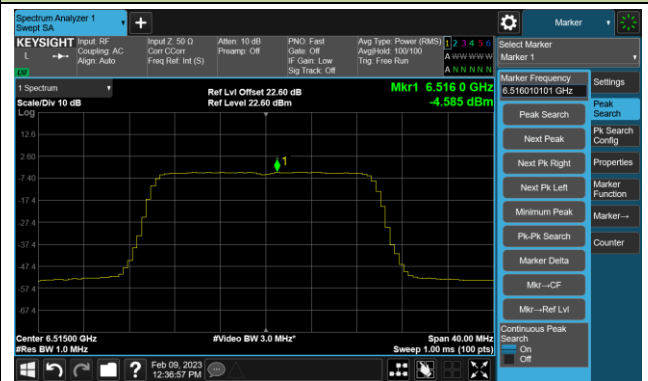 Spectrum Analyzer 1
Swept SA
+
Marker
KEYSIGHT
L
Input: RF
Coupling: AC
Align: Auto
Input Z: 50 Ω
Corr CCorr
Freq Ref: Int (S)
Atten: 10 dB
Preamp: Off
PNO: Fast
Gate: Off
IF Gain: Low
Sig Track: Off
Avg Type: Power (RMS)
Avg|Hold: 100/100
Trig: Free Run
1 2 3 4 5 6
A W W W W W
A N N N N N
Select Marker
Marker 1
1 Spectrum
Scale/Div 10 dB
Log
Ref Lvl Offset 22.60 dB
Ref Level 22.60 dBm
Mkr1 6.516 0 GHz
-4.585 dBm
12.6
2.60
-7.40
-17.4
-27.4
-37.4
-47.4
-57.4
-67.4
1
Center 6.51500 GHz
#Res BW 1.0 MHz
#Video BW 3.0 MHz*
Span 40.00 MHz
Sweep 1.00 ms (100 pts)
Marker Frequency
6.516010101 GHz
Peak Search
Next Peak
Next Pk Right
Next Pk Left
Minimum Peak
Pk-Pk Search
Marker Delta
Mkr→CF
Mkr→Ref Lvl
Continuous Peak
Search
On
Off
Settings
Peak
Search
Pk Search
Config
Properties
Marker
Function
Marker→
Counter
?
Feb 09, 2023
12:36:57 PM